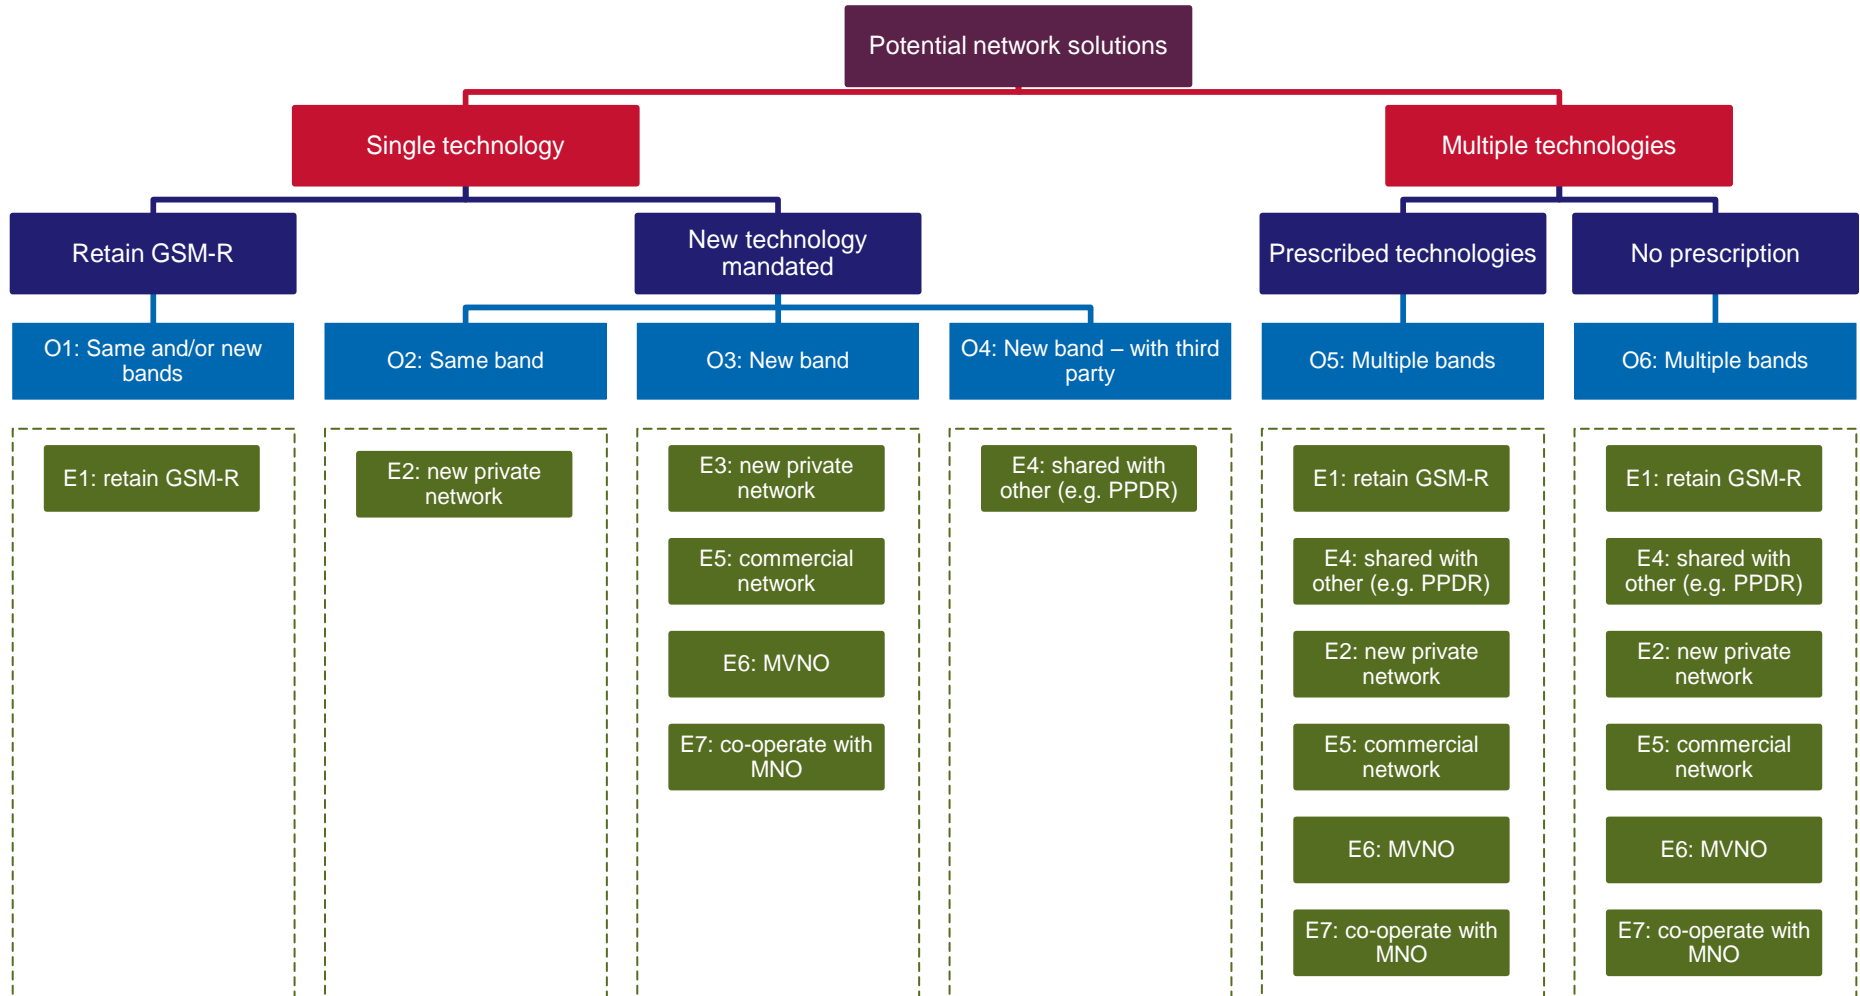 Potential network solutions
Single technology
Multiple technologies
Retain GSM-R
New technology
mandated
Prescribed technologies
No prescription
O1: Same and/or new
bands
O2: Same band
O3: New band
O4: New band – with third
party
O5: Multiple bands
O6: Multiple bands
E1: retain GSM-R
E2: new private
network
E3: new private
network
E5: commercial
network
E6: MVNO
E7: co-operate with
MNO
E4: shared with
other (e.g. PPDR)
E1: retain GSM-R
E4: shared with
other (e.g. PPDR)
E2: new private
network
E5: commercial
network
E6: MVNO
E7: co-operate with
MNO
E1: retain GSM-R
E4: shared with
other (e.g. PPDR)
E2: new private
network
E5: commercial
network
E6: MVNO
E7: co-operate with
MNO